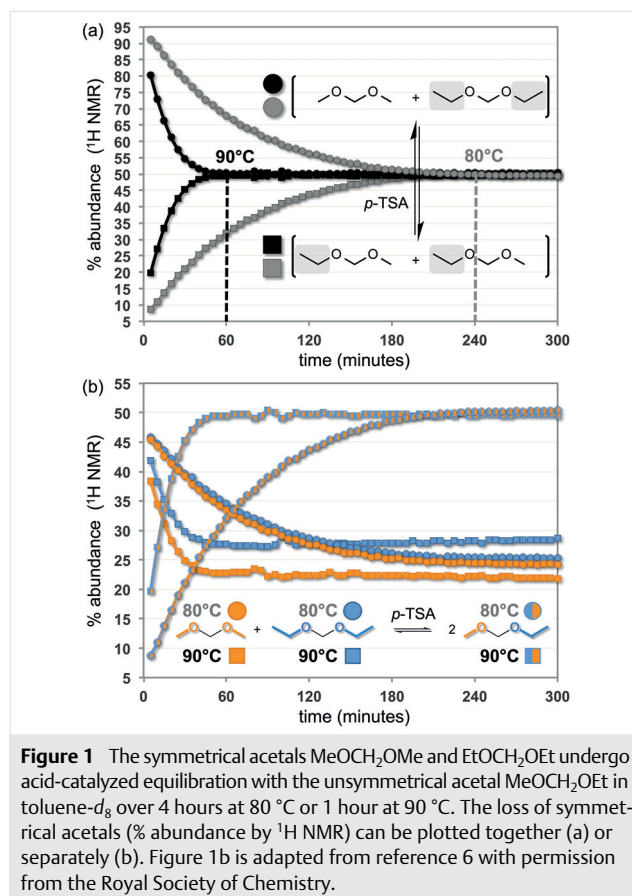 (a)
95
90
85
80
75
70
65
60
55
50
45
40
35
30
25
20
15
10
5
% abundance (¹H NMR)
O O + O O
90°C 80°C
p-TSA
O O + O O
0 60 120 180 240 300
time (minutes)
(b)
55
50
45
40
35
30
25
20
15
10
5
% abundance (¹H NMR)
80°C 80°C p-TSA 80°C
O O + O O 2 O O
90°C 90°C 90°C
0 60 120 180 240 300
time (minutes)
Figure 1 The symmetrical acetals MeOCH₂OMe and EtOCH₂OEt undergo
acid-catalyzed equilibration with the unsymmetrical acetal MeOCH₂OEt in
toluene-d₈ over 4 hours at 80 °C or 1 hour at 90 °C. The loss of symmet-
rical acetals (% abundance by ¹H NMR) can be plotted together (a) or
separately (b). Figure 1b is adapted from reference 6 with permission
from the Royal Society of Chemistry.